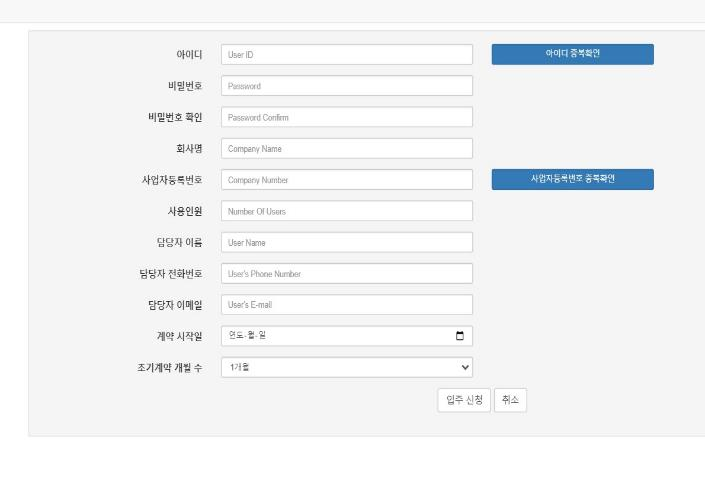 아이디 User ID 아이디 중복확인
비밀번호 Password
비밀번호 확인 Password Confirm
회사명 Company Name
사업자등록번호 Company Number 사업자등록번호 중복확인
사용인원 Number Of Users
담당자 이름 User Name
담당자 전화번호 User's Phone Number
담당자 이메일 User's E-mail
계약 시작일 연도-월-일
초기계약 개월 수 1개월
입주 신청 취소